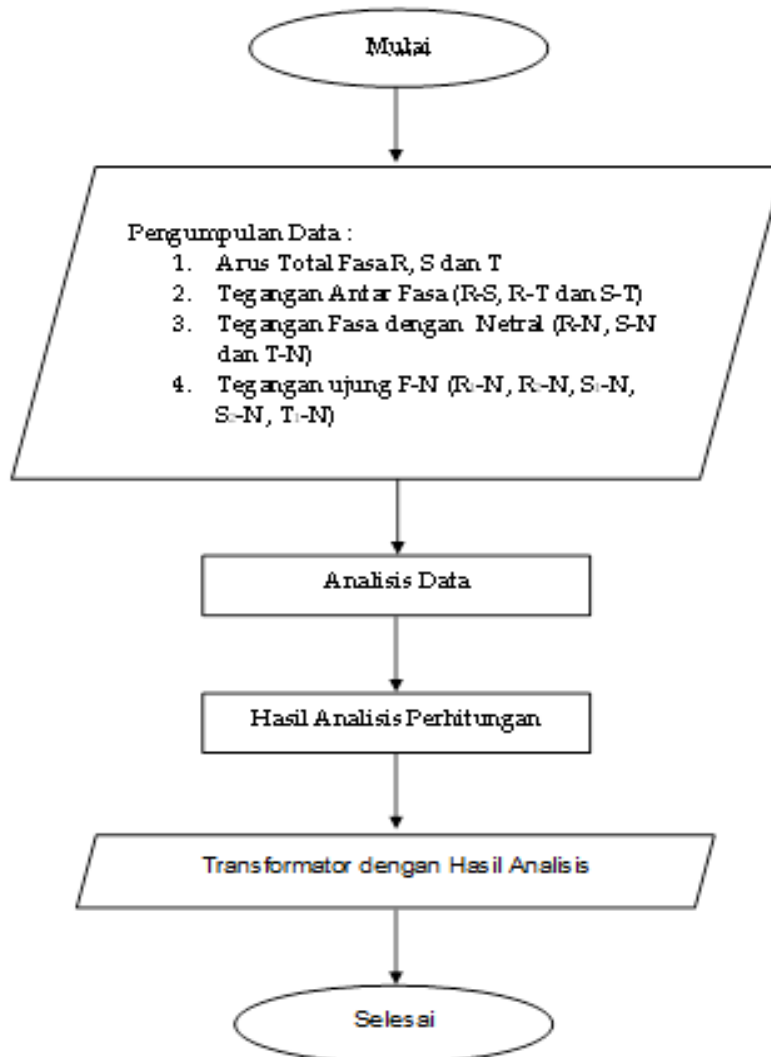 Mulai
Pengumpulan Data :
1. Arus Total Fasa R, S dan T
2. Tegangan Antar Fasa (R-S, R-T dan S-T)
3. Tegangan Fasa dengan Netral (R-N, S-N
dan T-N)
4. Tegangan ujung F-N (R₁-N, R₂-N, S₁-N,
S₂-N, T₁-N)
Analisis Data
Hasil Analisis Perhitungan
Transformator dengan Hasil Analisis
Selesai